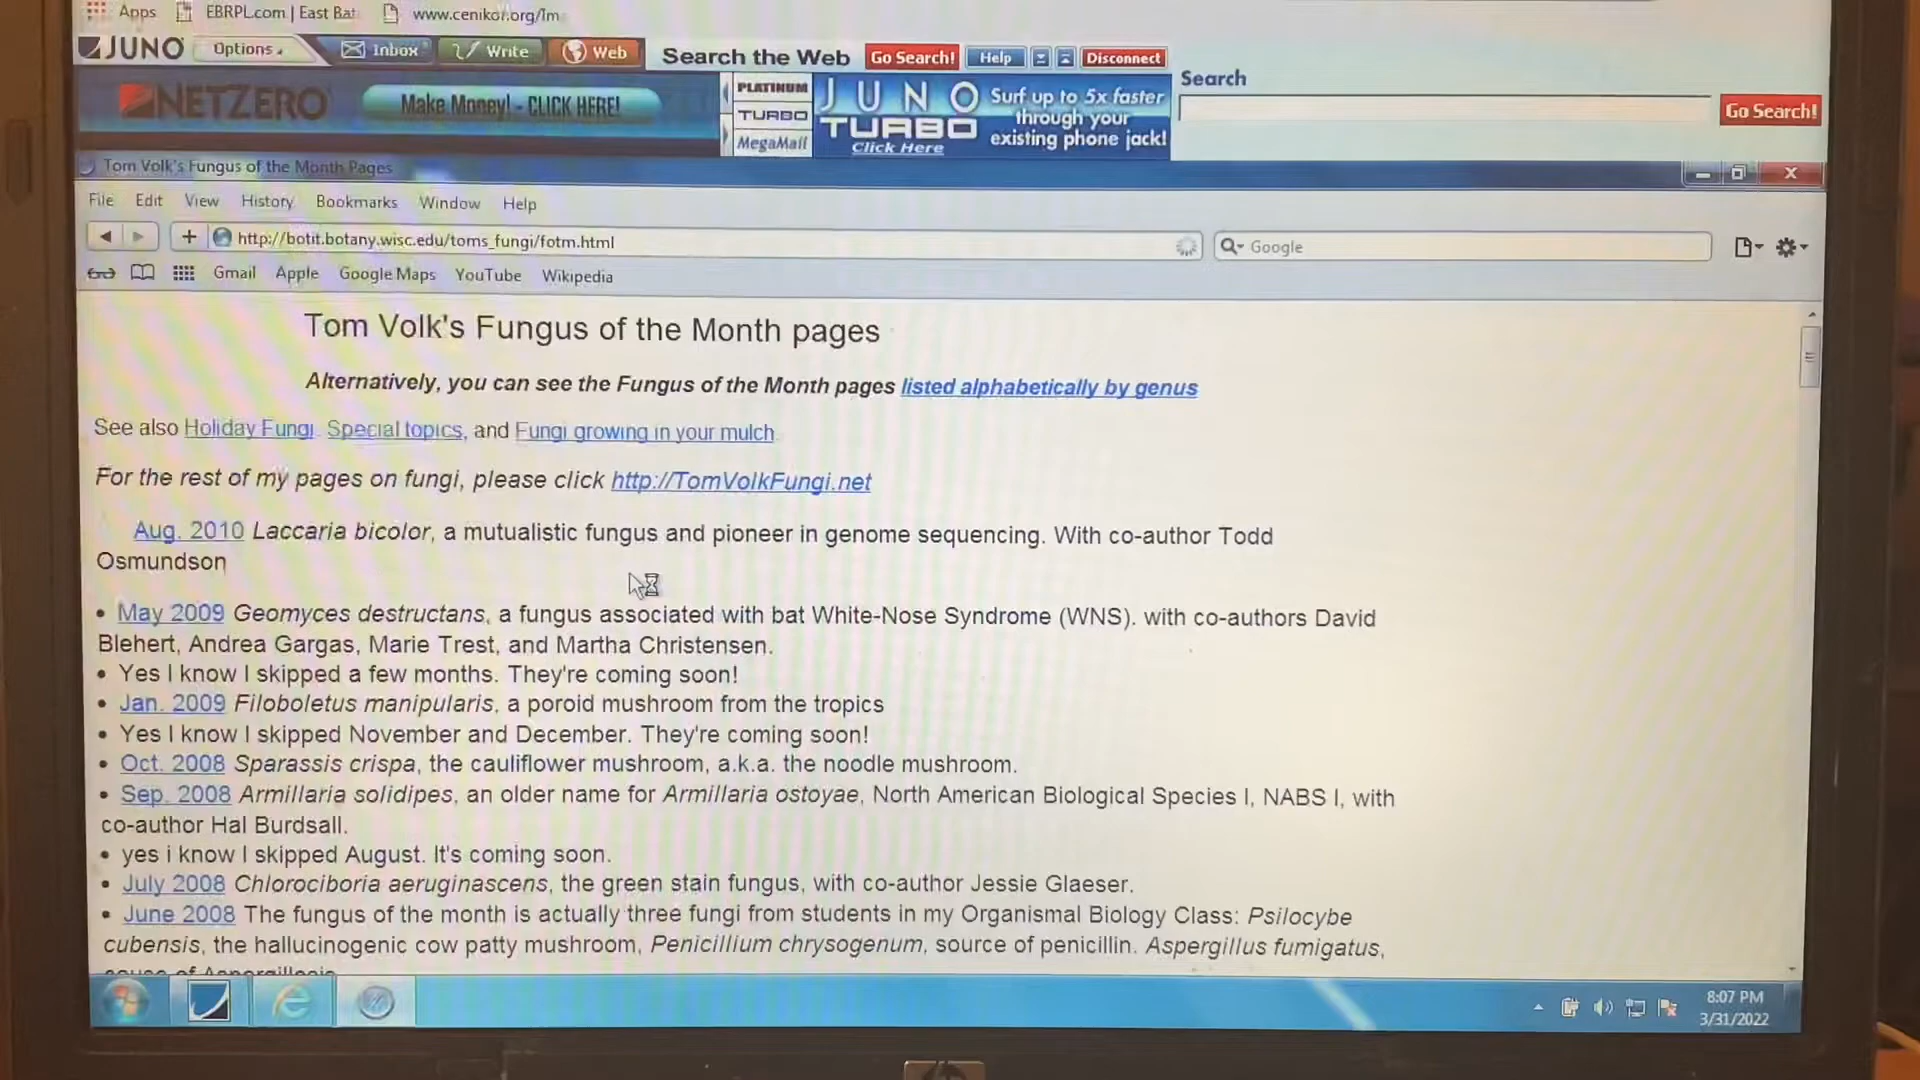 Apps EBRPL.com | East Bat www.cenikor.org/Im
JUNO Options Inbox Write Web Search the Web Go Search! Help Disconnect
Search
NETZERO Make Money! - CLICK HERE! PLATINUM JUNO Surf up to 5x faster
TURBO TURBO through your Go Search!
MegaMail Click Here existing phone jack!
Tom Volk's Fungus of the Month Pages
File Edit View History Bookmarks Window Help
http://botit.botany.wisc.edu/toms_fungi/fotm.html Google
Gmail Apple Google Maps YouTube Wikipedia
Tom Volk's Fungus of the Month pages
Alternatively, you can see the Fungus of the Month pages listed alphabetically by genus
See also Holiday Fungi. Special topics, and Fungi growing in your mulch
For the rest of my pages on fungi, please click http://TomVolkFungi.net
Aug. 2010 Laccaria bicolor, a mutualistic fungus and pioneer in genome sequencing. With co-author Todd
Osmundson
• May 2009 Geomyces destructans, a fungus associated with bat White-Nose Syndrome (WNS). with co-authors David
Blehert, Andrea Gargas, Marie Trest, and Martha Christensen.
• Yes I know I skipped a few months. They're coming soon!
• Jan. 2009 Filoboletus manipularis, a poroid mushroom from the tropics
• Yes I know I skipped November and December. They're coming soon!
• Oct. 2008 Sparassis crispa, the cauliflower mushroom, a.k.a. the noodle mushroom.
• Sep. 2008 Armillaria solidipes, an older name for Armillaria ostoyae, North American Biological Species I, NABS I, with
co-author Hal Burdsall.
• yes i know I skipped August. It's coming soon.
• July 2008 Chlorociboria aeruginascens, the green stain fungus, with co-author Jessie Glaeser.
• June 2008 The fungus of the month is actually three fungi from students in my Organismal Biology Class: Psilocybe
cubensis, the hallucinogenic cow patty mushroom, Penicillium chrysogenum, source of penicillin. Aspergillus fumigatus,
8:07 PM
3/31/2022
hp